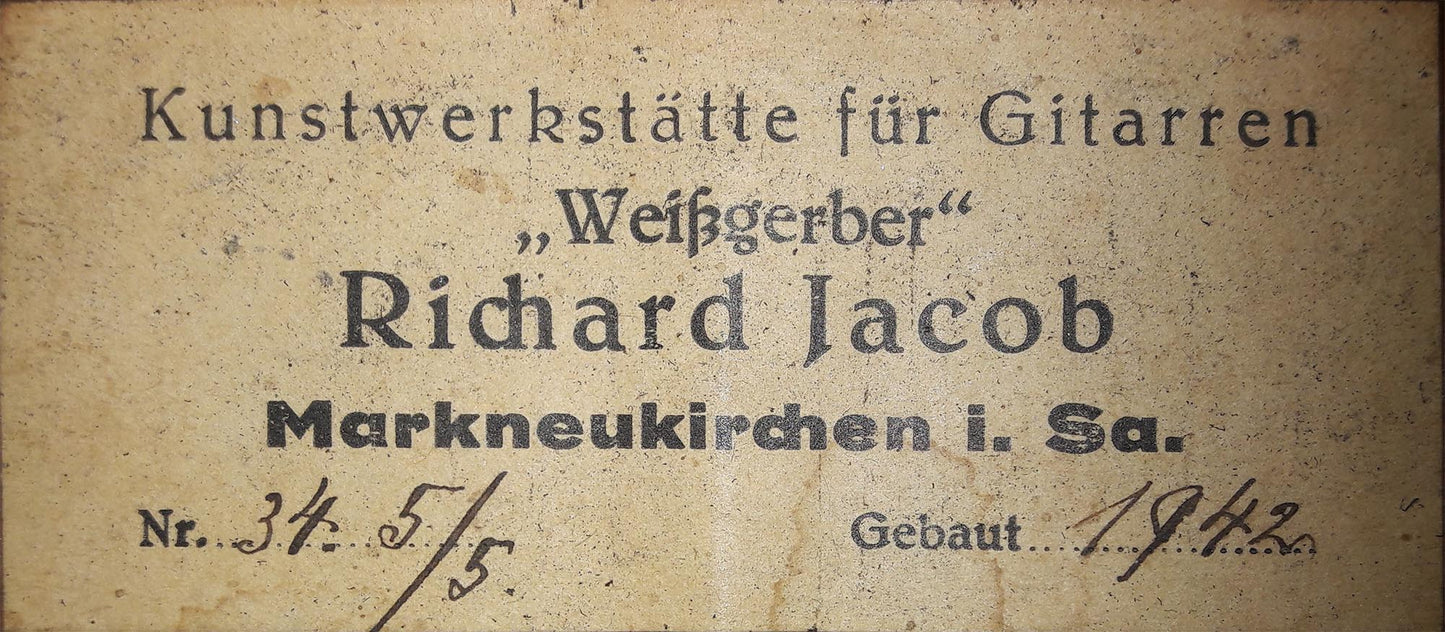 Kunstwerkstätte für Gitarren
„Weißgerber“
Richard Jacob
Markneukirchen i. Sa.
Nr. 34. 5/5. Gebaut 1942